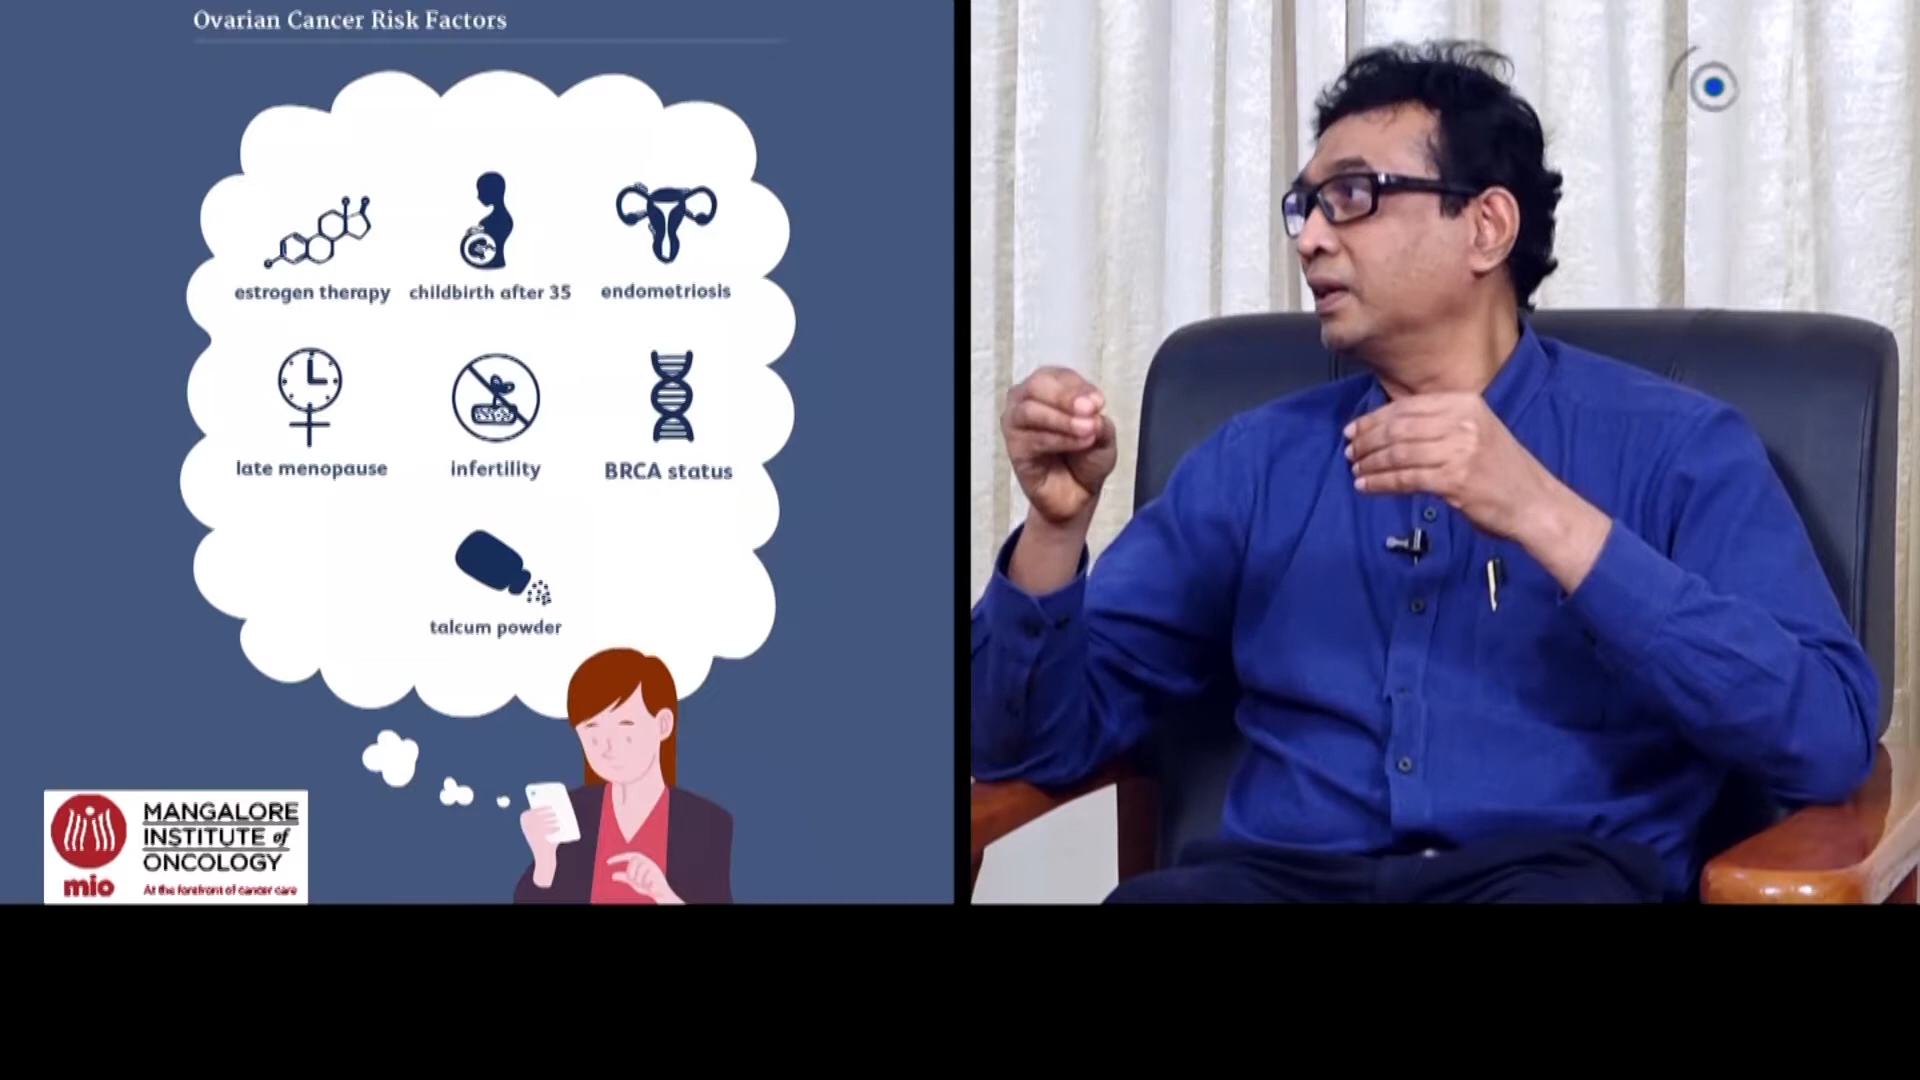 Ovarian Cancer Risk Factors
estrogen therapy
childbirth after 35
endometriosis
late menopause
infertility
BRCA status
talcum powder
MANGALORE
INSTITUTE of
ONCOLOGY
mio
At the forefront of cancer care